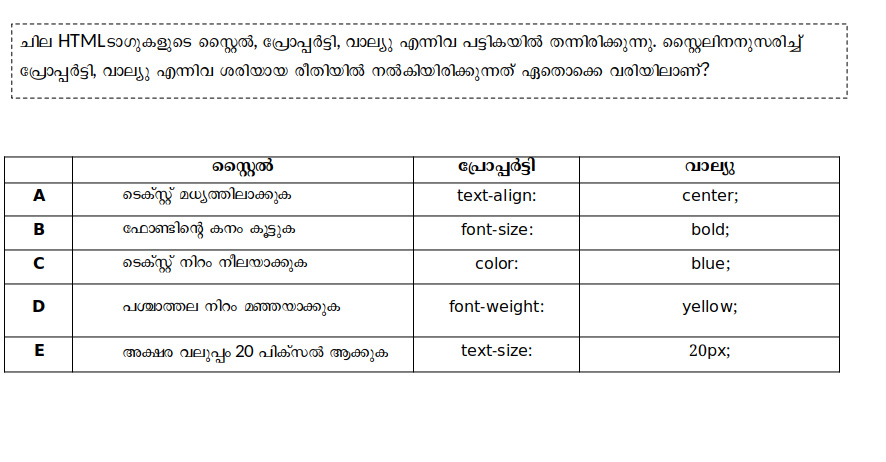 ചില HTMLടാഗുകളുടെ സ്റ്റൈൽ, പ്രോപ്പർട്ടി, വാല്യു എന്നിവ പട്ടികയിൽ തന്നിരിക്കുന്നു. സ്റ്റൈലിനനുസരിച്ച്
പ്രോപ്പർട്ടി, വാല്യു എന്നിവ ശരിയായ രീതിയിൽ നൽകിയിരിക്കുന്നത് ഏതൊക്കെ വരിയിലാണ്?
സ്റ്റൈൽ പ്രോപ്പർട്ടി വാല്യു
A ടെക്സ്റ്റ് മധ്യത്തിലാക്കുക text-align: center;
B ഫോണ്ടിന്റെ കനം കൂട്ടുക font-size: bold;
C ടെക്സ്റ്റ് നിറം നീലയാക്കുക color: blue;
D പശ്ചാത്തല നിറം മഞ്ഞയാക്കുക font-weight: yellow;
E അക്ഷര വലുപ്പം 20 പിക്സൽ ആക്കുക text-size: 20px;